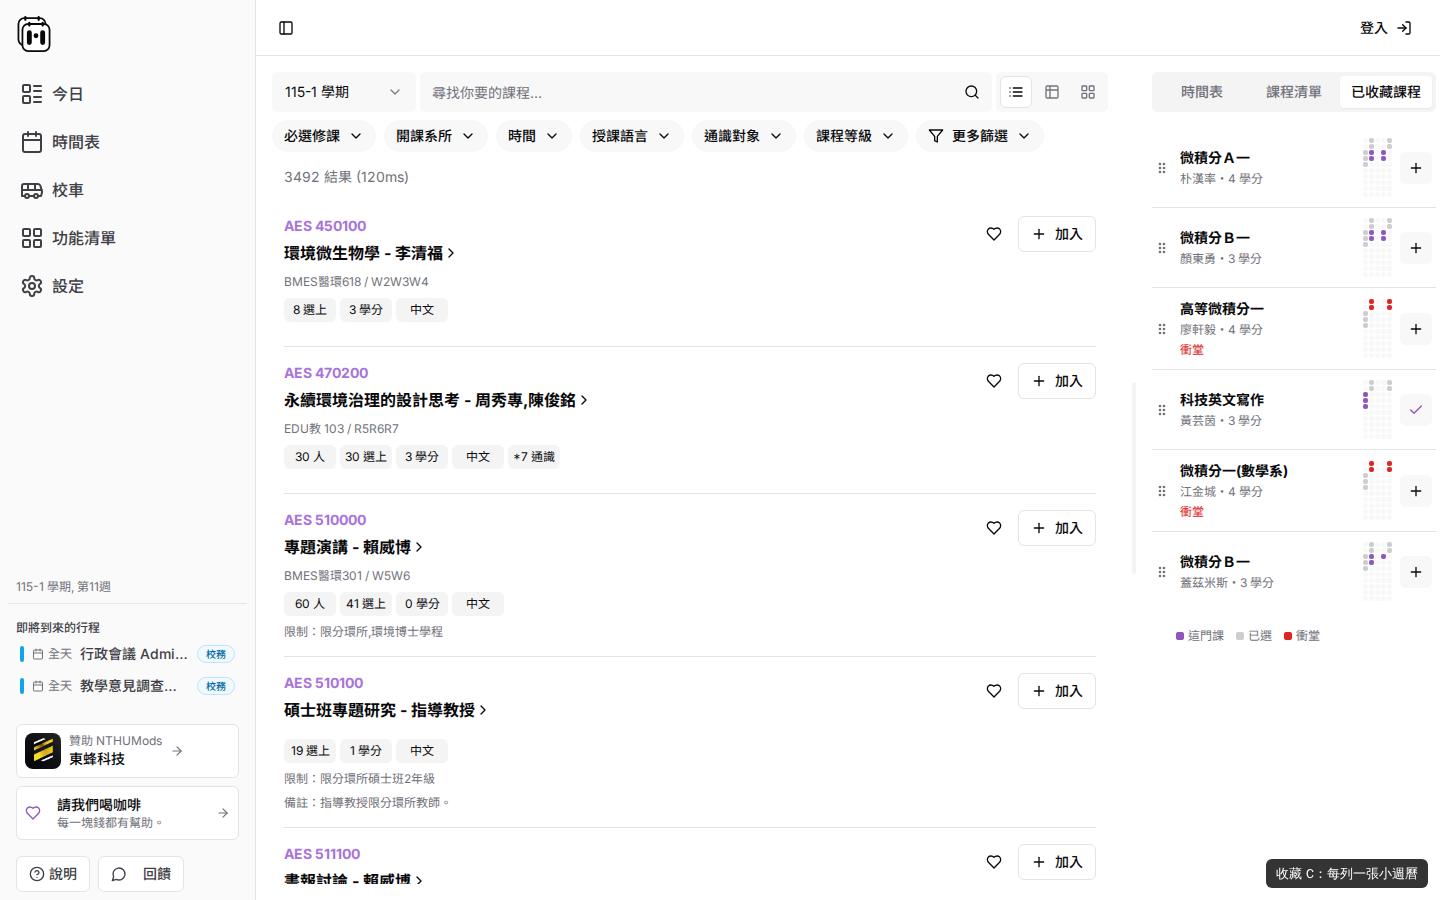 今日
時間表
校車
功能清單
設定
115-1 學期, 第11週
即將到來的行程
全天 行政會議 Admi... 校務
全天 教學意見調查... 校務
贊助 NTHUMods
東蜂科技
請我們喝咖啡
每一塊錢都有幫助。
說明
回饋
登入
115-1 學期
尋找你要的課程...
必選修課
開課系所
時間
授課語言
通識對象
課程等級
更多篩選
3492 結果 (120ms)
AES 450100
環境微生物學 - 李清福
BMES醫環618 / W2W3W4
8 選上 3 學分 中文
加入
AES 470200
永續環境治理的設計思考 - 周秀專,陳俊銘
EDU教 103 / R5R6R7
30 人 30 選上 3 學分 中文 *7 通識
加入
AES 510000
專題演講 - 賴威博
BMES醫環301 / W5W6
60 人 41 選上 0 學分 中文
限制：限分環所,環境博士學程
加入
AES 510100
碩士班專題研究 - 指導教授
19 選上 1 學分 中文
限制：限分環所碩士班2年級
備註：指導教授限分環所教師。
加入
AES 511100
書報討論 - 賴威博
加入
時間表
課程清單
已收藏課程
微積分Ａ一
朴漢率・4 學分
微積分Ｂ一
顏東勇・3 學分
高等微積分一
廖軒毅・4 學分
衝堂
科技英文寫作
黃芸茵・3 學分
微積分一(數學系)
江金城・4 學分
衝堂
微積分Ｂ一
蓋茲米斯・3 學分
這門課 已選 衝堂
收藏 C：每列一張小週曆